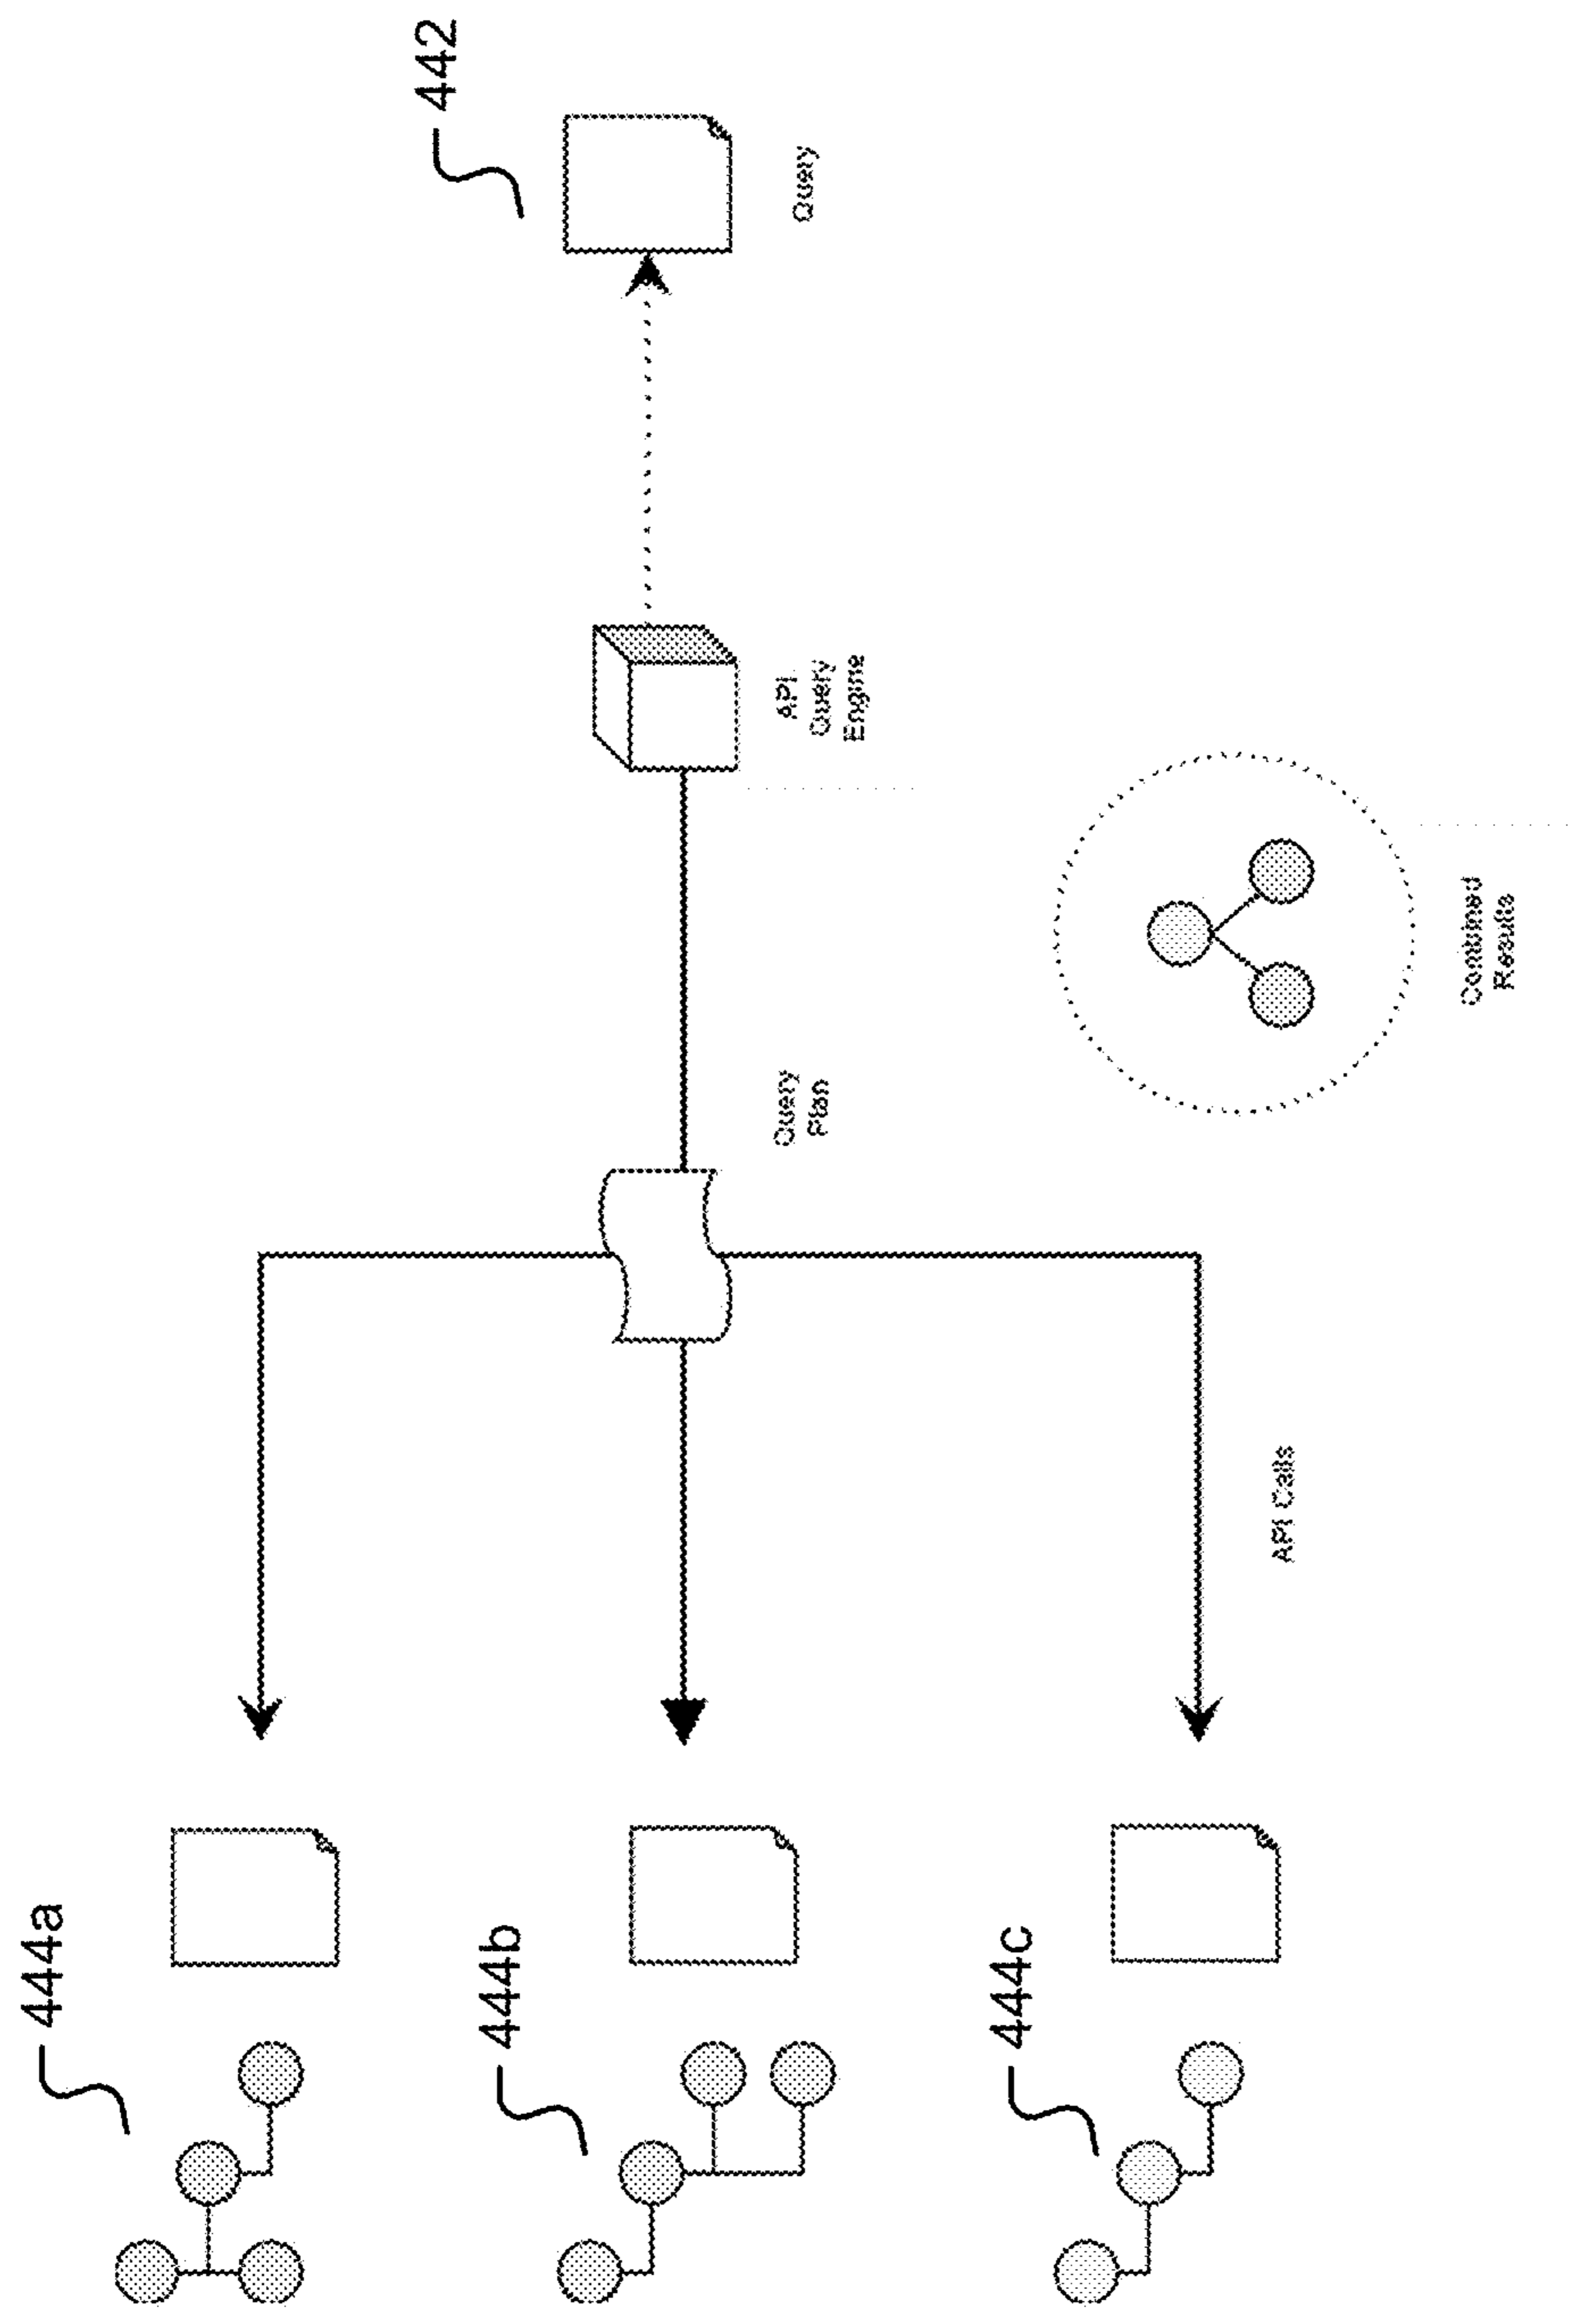 444a
444b
444c
API Calls
Query
Plan
Combined
Results
API
Query
Engine
Query
442